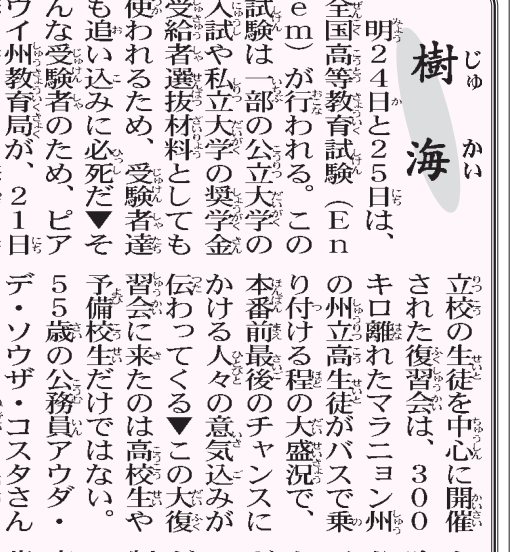 樹海
じゅかい
明24日と25日は、
全国高等教育試験（En
em）が行われる。この
試験は一部の公立大学の
入試や私立大学の奨学金
受給者選抜材料としても
使われるため、受験者達
も追い込みに必死だ▼そ
んな受験者のため、ピア
ウイ州教育局が、21日
立校の生徒を中心に開催
された復習会は、300
キロ離れたマラニョン州
の州立高生徒がバスで乗
り付ける程の大盛況で、
本番前最後のチャンスに
かける人々の意気込みが
伝わってくる▼この大復
習会に来たのは高校生や
予備校生だけではない。
55歳の公務員アウダ・
デ・ソウザ・コスタさん